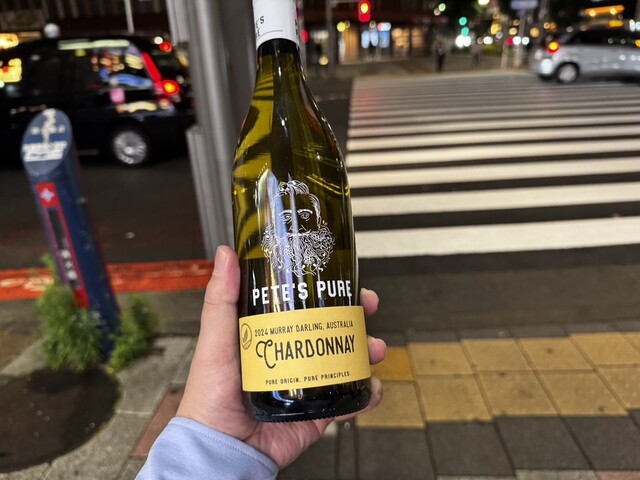 PETE'S PURE
2024 MURRAY DARLING, AUSTRALIA
CHARDONNAY
PURE ORIGIN. PURE PRINCIPLES.